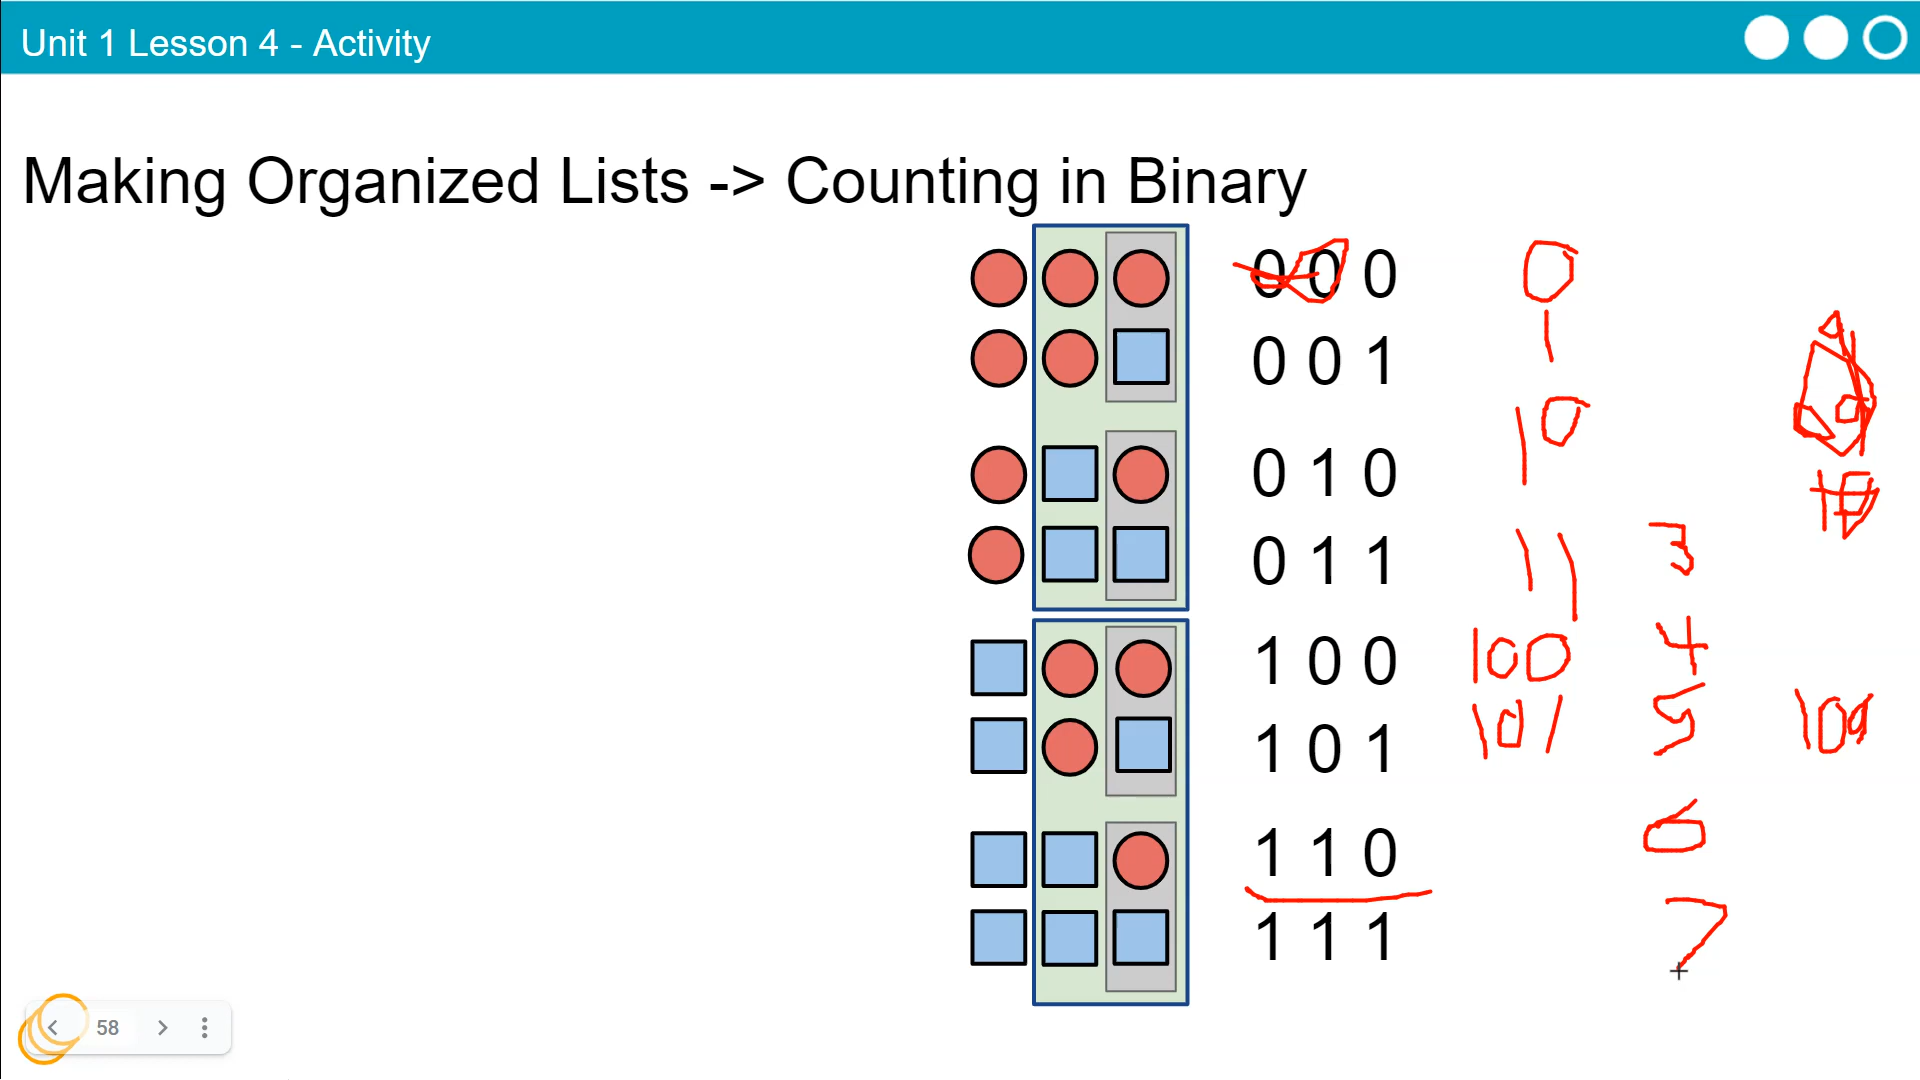 Unit 1 Lesson 4 - Activity
Making Organized Lists -> Counting in Binary
0 0 0 0
0 0 1 1
0 1 0 10
0 1 1 11 3
1 0 0 100 4
1 0 1 101 5
1 1 0 6
1 1 1 7
58